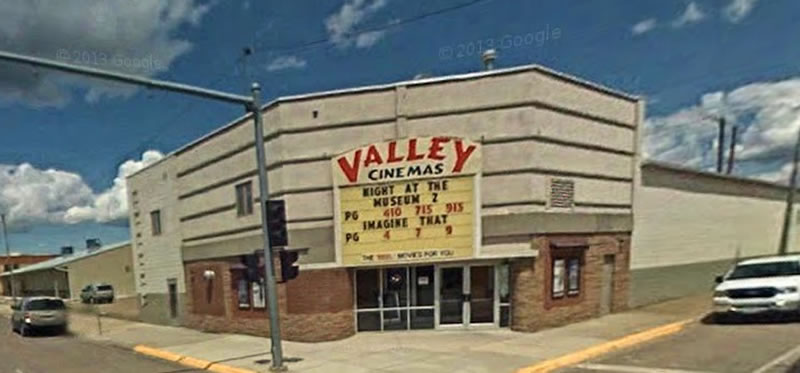 © 2013 Google
© 2013 Google
VALLEY
CINEMAS
NIGHT AT THE
MUSEUM 2
PG 410 715 915
IMAGINE THAT
PG 4 7 9
THE REEL MOVIES FOR YOU